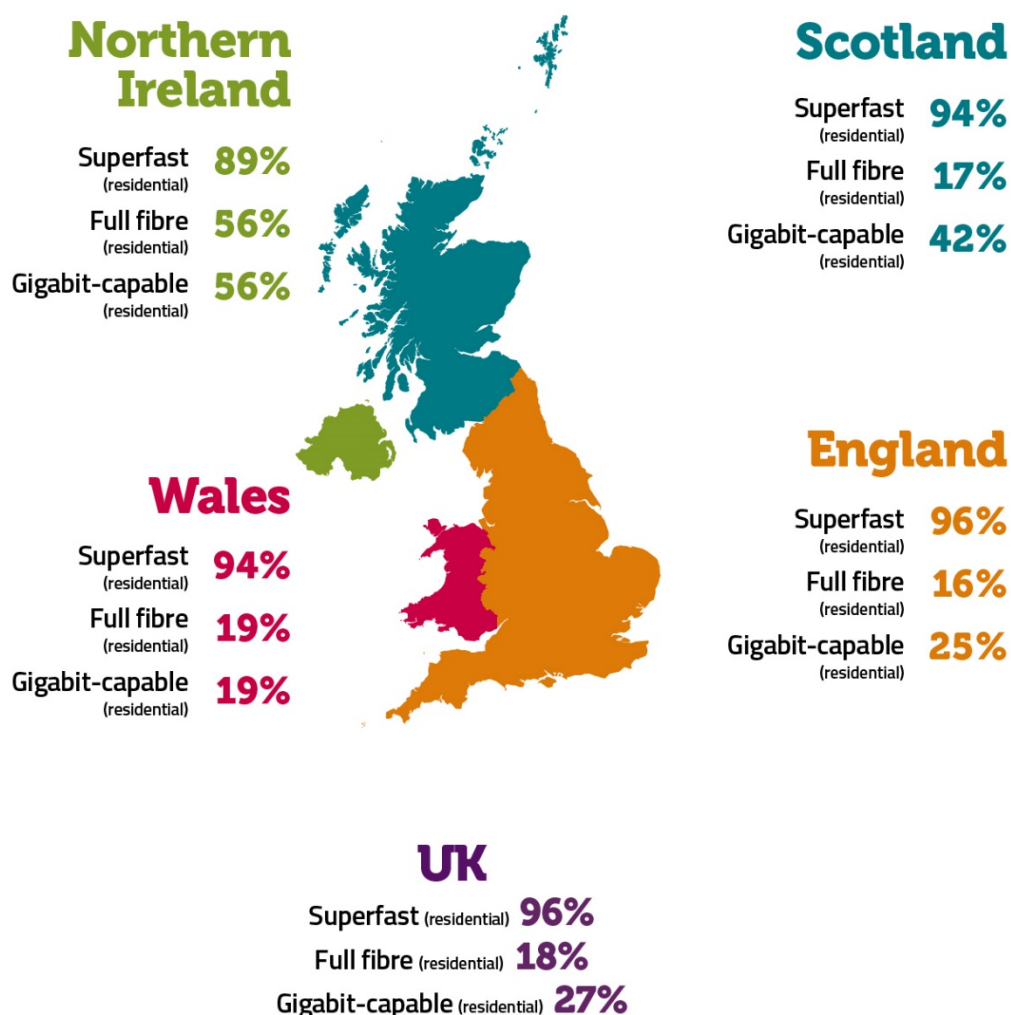 Northern
Ireland
Superfast 89%
(residential)
Full fibre 56%
(residential)
Gigabit-capable 56%
(residential)
Scotland
Superfast 94%
(residential)
Full fibre 17%
(residential)
Gigabit-capable 42%
(residential)
Wales
Superfast 94%
(residential)
Full fibre 19%
(residential)
Gigabit-capable 19%
(residential)
England
Superfast 96%
(residential)
Full fibre 16%
(residential)
Gigabit-capable 25%
(residential)
UK
Superfast (residential) 96%
Full fibre (residential) 18%
Gigabit-capable (residential) 27%